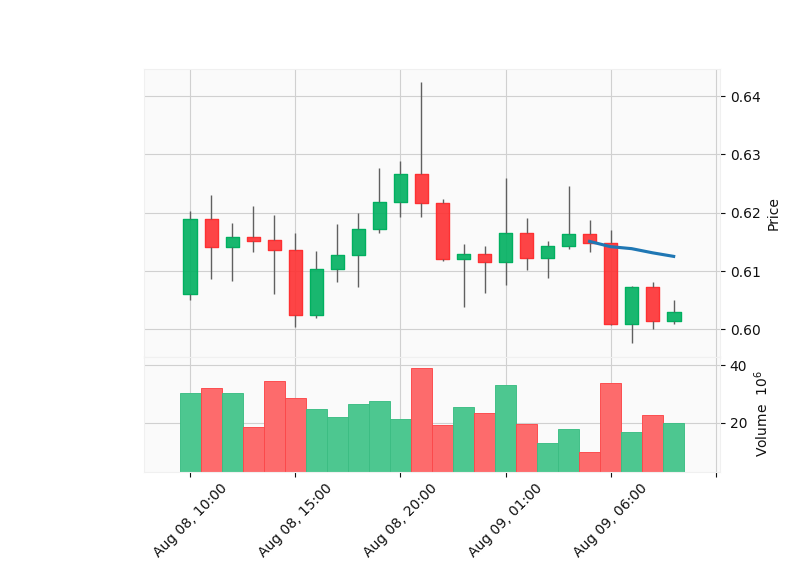 0.64
0.63
0.62
0.61
0.60
Price
40
20
Volume 10^6
Aug 08, 10:00
Aug 08, 15:00
Aug 08, 20:00
Aug 09, 01:00
Aug 09, 06:00